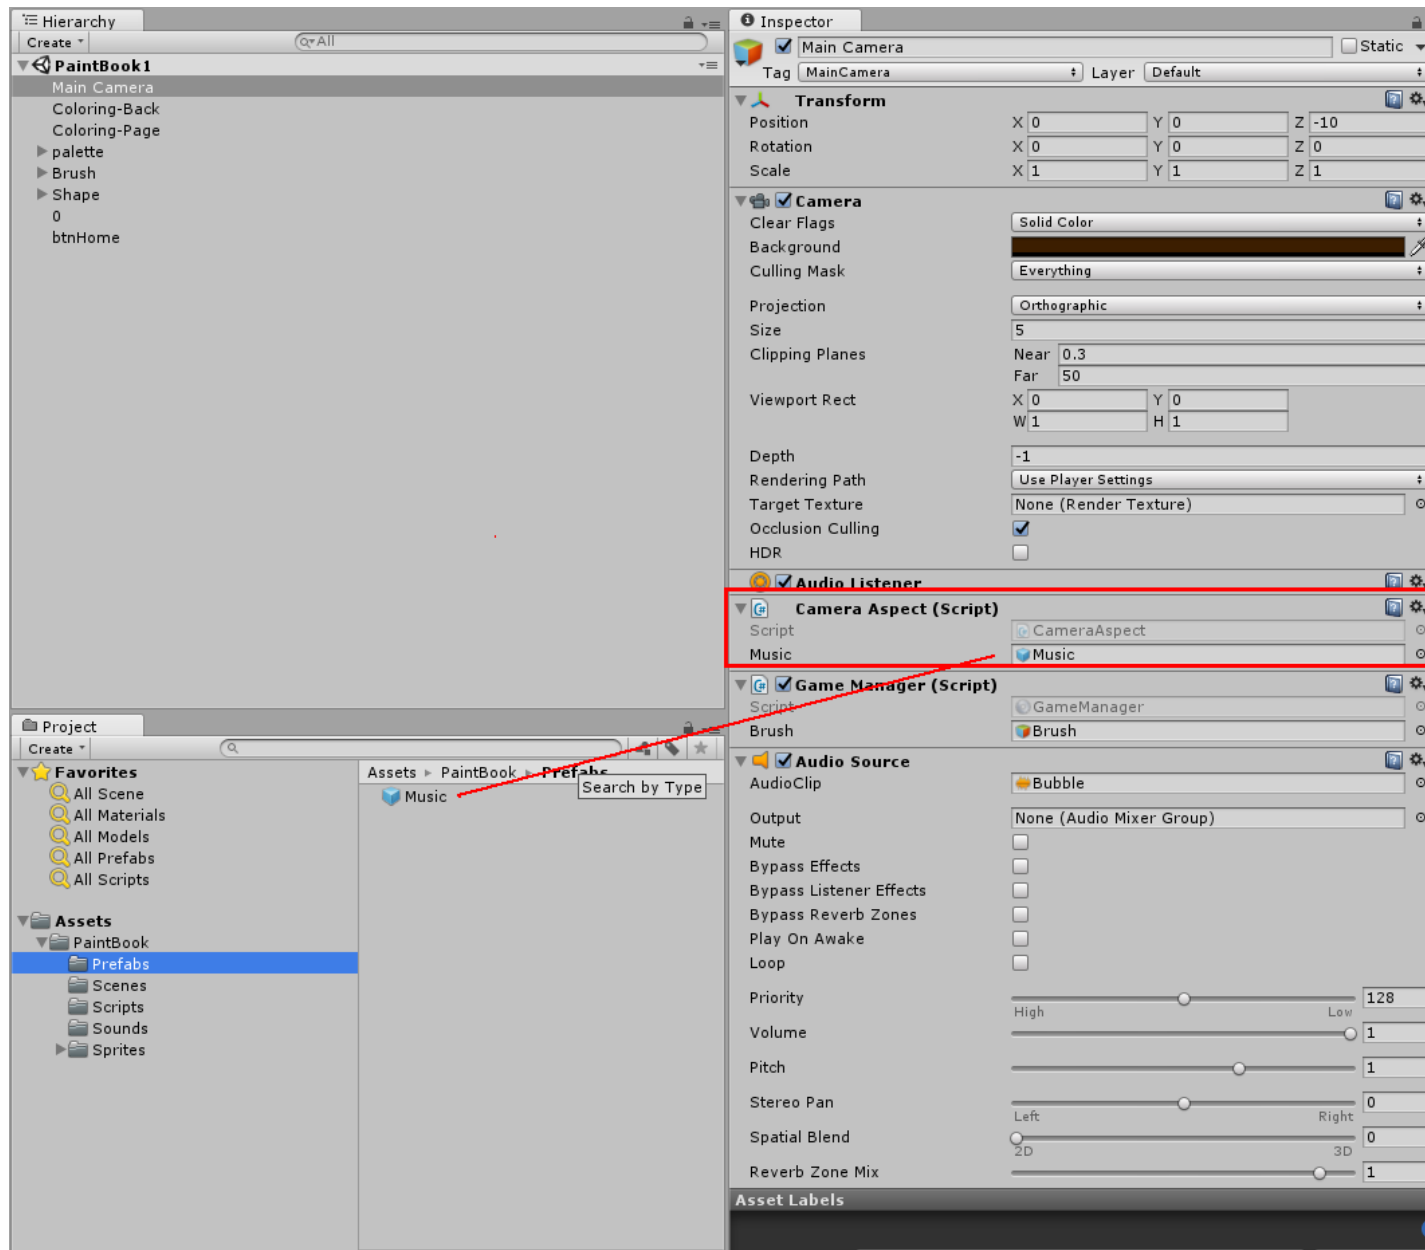 Hierarchy
Create
All
PaintBook1
Main Camera
Coloring-Back
Coloring-Page
palette
Brush
Shape
0
btnHome
Project
Create
Favorites
All Scene
All Materials
All Models
All Prefabs
All Scripts
Assets
PaintBook
Prefabs
Scenes
Scripts
Sounds
Sprites
Assets PaintBook Prefabs
Music
Search by Type
Inspector
Main Camera Static
Tag MainCamera Layer Default
Transform
Position X 0 Y 0 Z -10
Rotation X 0 Y 0 Z 0
Scale X 1 Y 1 Z 1
Camera
Clear Flags Solid Color
Background
Culling Mask Everything
Projection Orthographic
Size 5
Clipping Planes Near 0.3
Far 50
Viewport Rect X 0 Y 0
W 1 H 1
Depth -1
Rendering Path Use Player Settings
Target Texture None (Render Texture)
Occlusion Culling
HDR
Audio Listener
Camera Aspect (Script)
Script CameraAspect
Music Music
Game Manager (Script)
Script GameManager
Brush Brush
Audio Source
AudioClip Bubble
Output None (Audio Mixer Group)
Mute
Bypass Effects
Bypass Listener Effects
Bypass Reverb Zones
Play On Awake
Loop
Priority 128
High Low
Volume 1
Pitch 1
Stereo Pan 0
Left Right
Spatial Blend 0
2D 3D
Reverb Zone Mix 1
Asset Labels